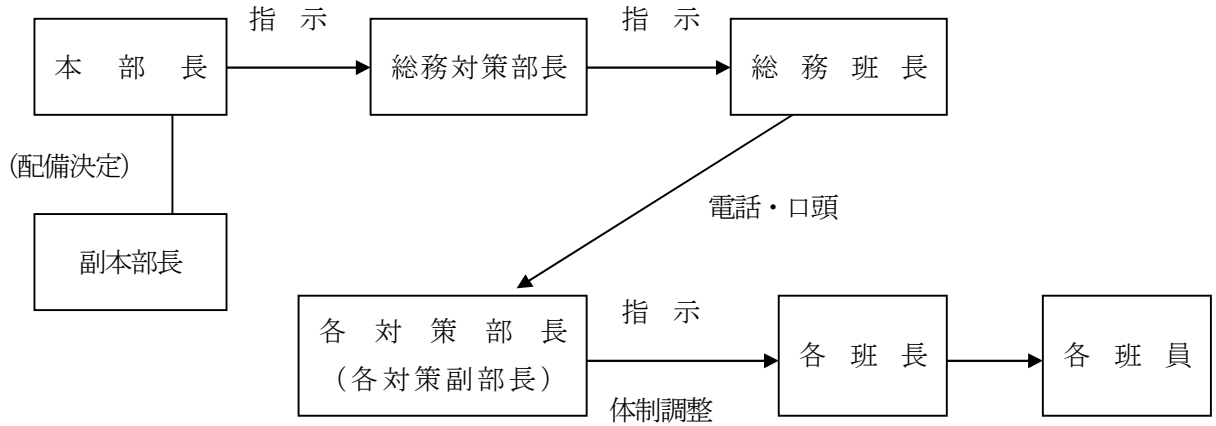 指示
指示
本部長
総務対策部長
総務班長
(配備決定)
電話・口頭
副本部長
指示
各対策部長
(各対策副部長)
各班長
各班員
体制調整